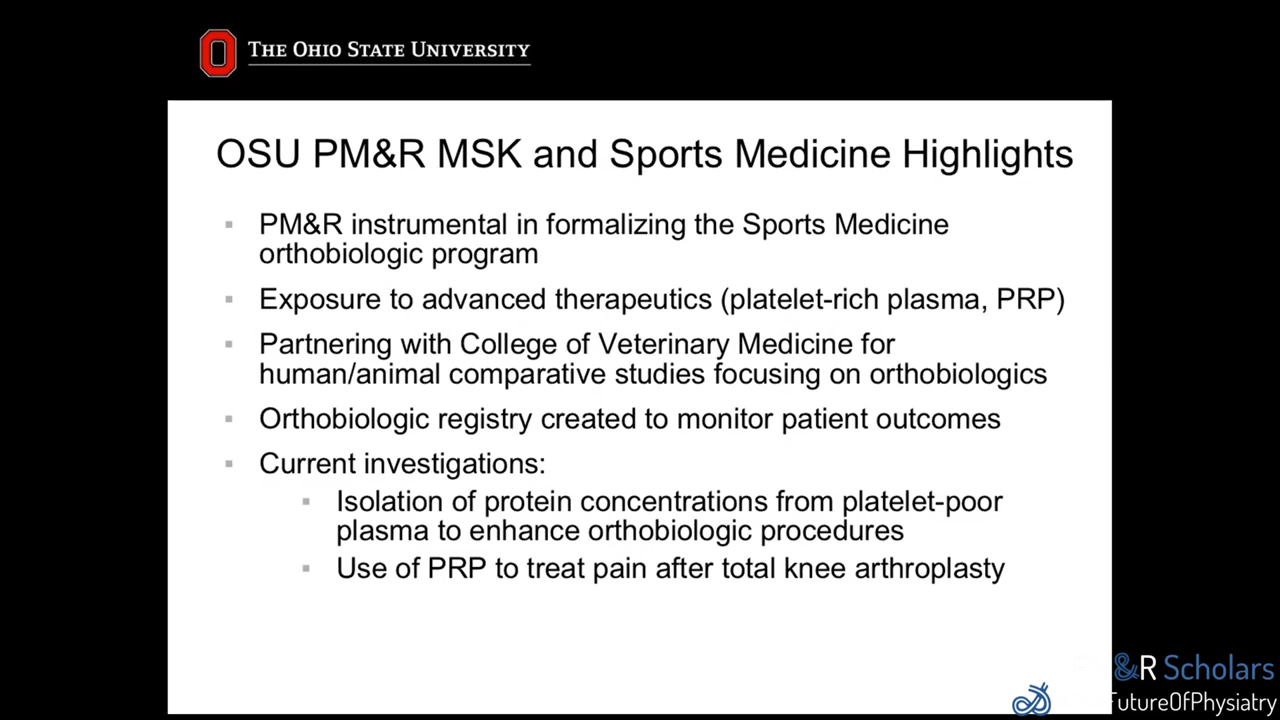 THE OHIO STATE UNIVERSITY
OSU PM&R MSK and Sports Medicine Highlights
PM&R instrumental in formalizing the Sports Medicine
orthobiologic program
Exposure to advanced therapeutics (platelet-rich plasma, PRP)
Partnering with College of Veterinary Medicine for
human/animal comparative studies focusing on orthobiologics
Orthobiologic registry created to monitor patient outcomes
Current investigations:
Isolation of protein concentrations from platelet-poor
plasma to enhance orthobiologic procedures
Use of PRP to treat pain after total knee arthroplasty
&R Scholars
FutureOfPhysiatry